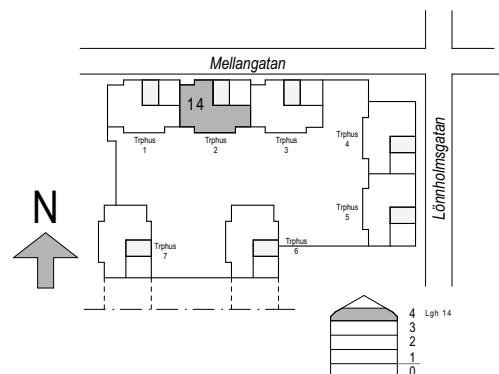 Mellangatan
14
Trphus
1
Trphus
2
Trphus
3
Trphus
4
Lönnholmsgatan
Trphus
5
N
Trphus
7
Trphus
6
4 Lgh 14
3
2
1
0